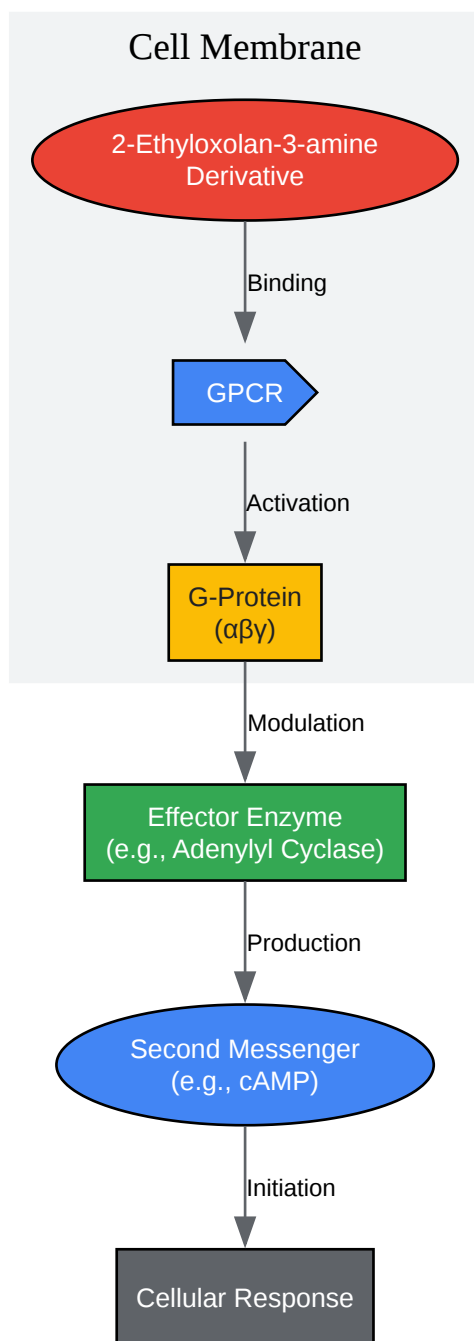 Cell Membrane
2-Ethyloxolan-3-amine
Derivative
Binding
GPCR
Activation
G-Protein
(αβγ)
Modulation
Effector Enzyme
(e.g., Adenylyl Cyclase)
Production
Second Messenger
(e.g., cAMP)
Initiation
Cellular Response